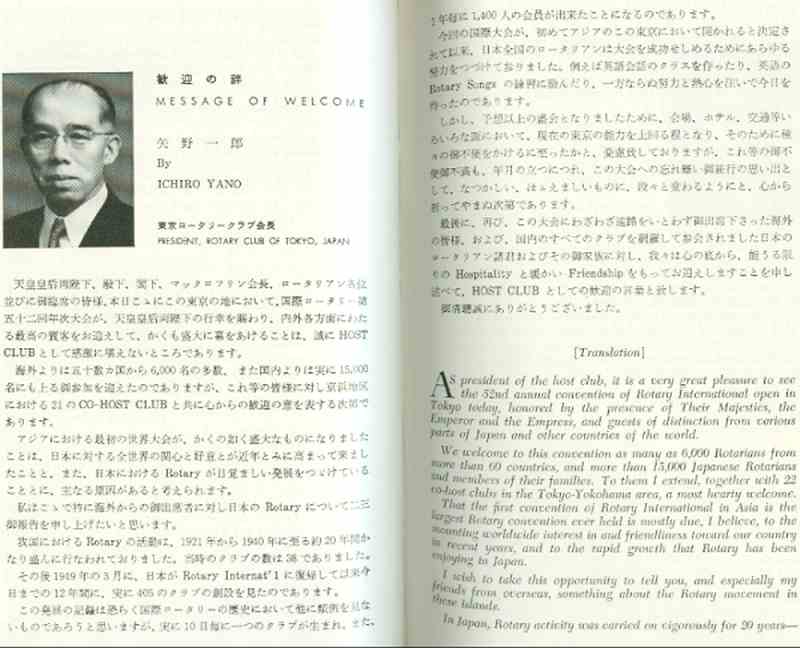 歓迎の辞
MESSAGE OF WELCOME
矢野一郎
By
ICHIRO YANO
東京ロータリークラブ会長
PRESIDENT, ROTARY CLUB OF TOKYO, JAPAN
天皇皇后両陛下、殿下、閣下、マックロフリン会長、ロータリアン各位
並びに御臨席の皆様、本日こゝにこの東京の地において、国際ロータリー第
五十二回年次大会が、天皇皇后両陛下の行幸を賜わり、内外各方面にわた
る最高の賓客をお迎えして、かくも盛大に幕をあけることは、誠に HOST
CLUB として感激に堪えないところであります。
海外よりは五十数カ国から 6,000 名の多数、また国内よりは実に 15,000
名にも上る御参加を迎えたのでありますが、これ等の皆様に対し京浜地区
における 21 の CO-HOST CLUB と共に心からの歓迎の意を表する次第で
あります。
アジアにおける最初の世界大会が、かくの如く盛大なものになりました
ことは、日本に対する全世界の関心と好意とが近年とみに高まって来まし
たことと、また、日本における Rotary が目覚ましい発展をつゞけている
こととに、主なる原因があると考えられます。
私はこゝで特に海外からの御出席者に対し日本の Rotary について二三
御報告を申し上げたいと思います。
我国における Rotary の活動は、1921 年から 1940 年に至る約 20 年間か
なり盛んに行なわれておりました。当時のクラブの数は 38 でありました。
その後 1949 年の 3 月に、日本が Rotary Internat'l に復帰して以来今
日までの 12 年間に、実に 405 のクラブの創設を見たのであります。
この発展の記録は恐らく国際ロータリーの歴史において他に類例を見な
いものであろうと思いますが、実に 10 日毎に一つのクラブが生まれ、また、
1 年毎に 1,400 人の会員が出来たことになるのであります。
今回の国際大会が、初めてアジアのこの東京において開かれると決定さ
れて以来、日本全国のロータリアンは大会を成功せしめるためにあらゆる
努力をつづけて参りました。例えば英語会話のクラスを作ったり、英語の
Rotary Songs の練習に励んだり、一方ならぬ努力と熱心を注いで今日を
待ったのであります。
しかし、予想以上の盛会となりましたために、会場、ホテル、交通等い
ろいろな面において、現在の東京の能力を上回る程となり、そのために種
々の御不便をかけるに至ったかと、憂慮致しておりますが、これ等の御不
便御不満も、年月の立つにつれ、この大会への忘れ難い御旅行の思い出と
して、なつかしい、ほゝえましいものに、段々と変わるようにと、心から
祈ってやまぬ次第であります。
最後に、再び、この大会にわざわざ遠路をいとわず御出席下さった海外
の皆様、および、国内のすべてのクラブを網羅して参会されました日本の
ロータリアン諸君およびその御家族に対し、我々は心の底から、能うる限
りの Hospitality と暖かい Friendship をもってお迎えしますことを申し
述べて、HOST CLUB としての歓迎の言葉と致します。
御清聴誠にありがとうございました。
[Translation]
As president of the host club, it is a very great pleasure to see
the 52nd annual convention of Rotary International open in
Tokyo today, honored by the presence of Their Majesties, the
Emperor and the Empress, and guests of distinction from various
parts of Japan and other countries of the world.
We welcome to this convention as many as 6,000 Rotarians from
more than 60 countries, and more than 15,000 Japanese Rotarians
and members of their families. To them I extend, together with 22
co-host clubs in the Tokyo-Yokohama area, a most hearty welcome.
That the first convention of Rotary International in Asia is the
largest Rotary convention ever held is mostly due, I believe, to the
mounting worldwide interest in and friendliness toward our country
in recent years, and to the rapid growth that Rotary has been
enjoying in Japan.
I wish to take this opportunity to tell you, and especially my
friends from overseas, something about the Rotary movement in
these islands.
In Japan, Rotary activity was carried on vigorously for 20 years—